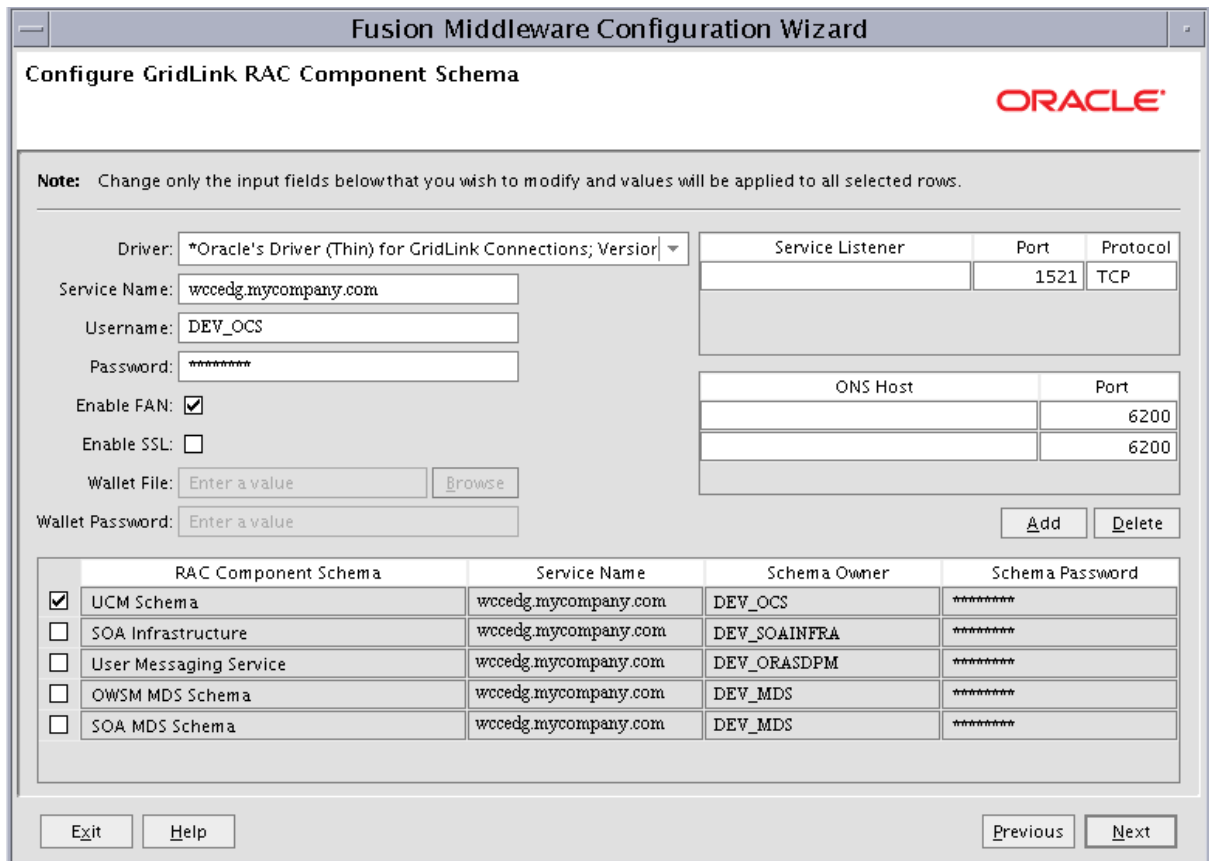 Fusion Middleware Configuration Wizard
Configure GridLink RAC Component Schema
ORACLE
Note: Change only the input fields below that you wish to modify and values will be applied to all selected rows.
Driver: *Oracle's Driver (Thin) for GridLink Connections; Version
Service Name: wccedg.mycompany.com
Username: DEV_OCS
Password: ********
Enable FAN:
Enable SSL:
Wallet File: Enter a value Browse
Wallet Password: Enter a value
Service Listener Port Protocol
1521 TCP
ONS Host Port
6200
6200
Add Delete
RAC Component Schema Service Name Schema Owner Schema Password
UCM Schema wccedg.mycompany.com DEV_OCS ********
SOA Infrastructure wccedg.mycompany.com DEV_SOAINFRA ********
User Messaging Service wccedg.mycompany.com DEV_ORASDPM ********
OWSM MDS Schema wccedg.mycompany.com DEV_MDS ********
SOA MDS Schema wccedg.mycompany.com DEV_MDS ********
Exit Help Previous Next